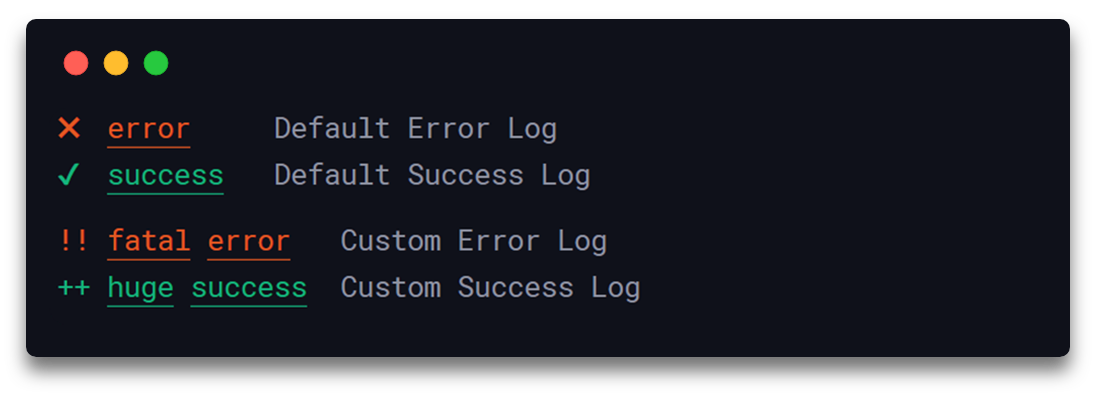 ✕ error Default Error Log
✓ success Default Success Log
!! fatal error Custom Error Log
++ huge success Custom Success Log